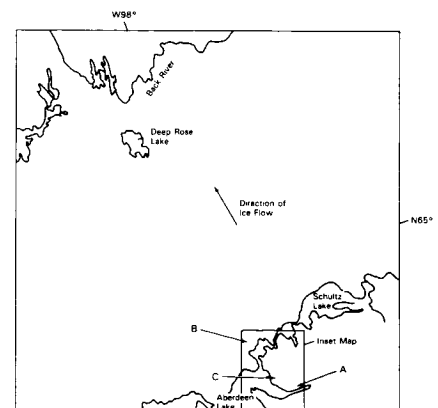 W98°
Back River
Deep Rose
Lake
Direction of
Ice Flow
N65°
Schultz
Lake
B
Inset Map
A
C
Aberdeen
Lake